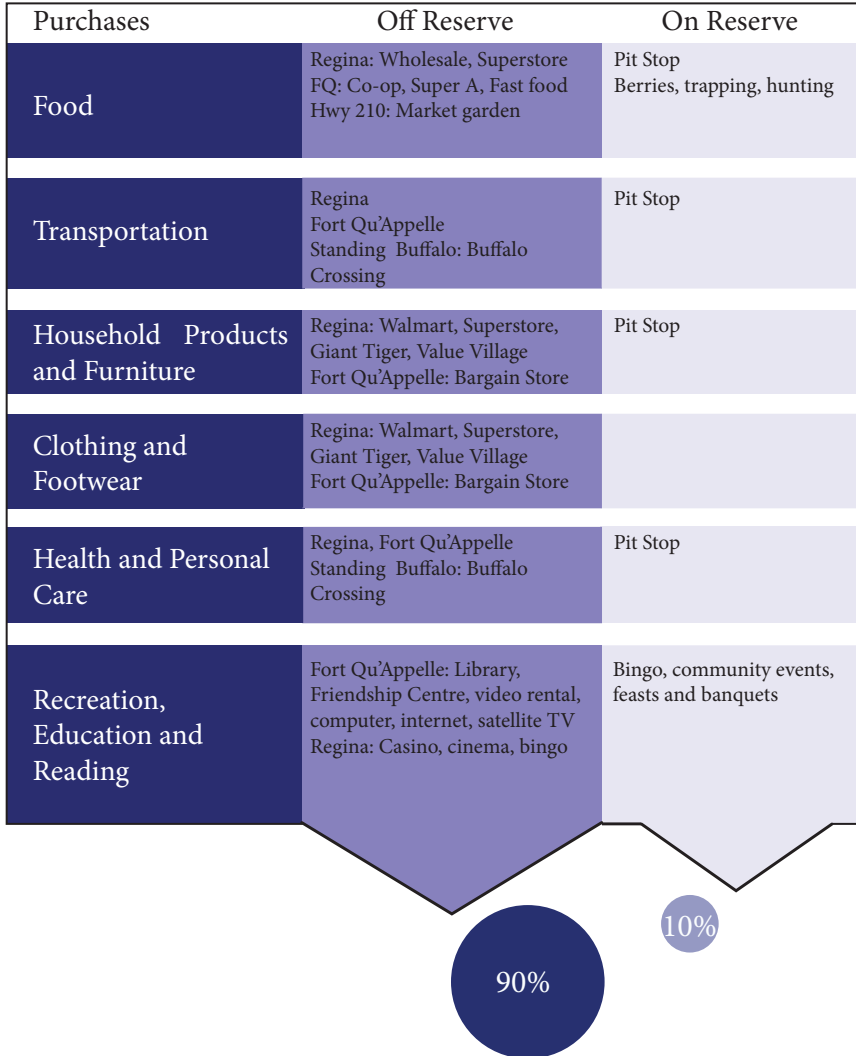 Purchases
Off Reserve
On Reserve
Food
Regina: Wholesale, Superstore
FQ: Co-op, Super A, Fast food
Hwy 210: Market garden
Pit Stop
Berries, trapping, hunting
Transportation
Regina
Fort Qu'Appelle
Standing Buffalo: Buffalo
Crossing
Pit Stop
Household Products
and Furniture
Regina: Walmart, Superstore,
Giant Tiger, Value Village
Fort Qu'Appelle: Bargain Store
Pit Stop
Clothing and
Footwear
Regina: Walmart, Superstore,
Giant Tiger, Value Village
Fort Qu'Appelle: Bargain Store
Health and Personal
Care
Regina, Fort Qu'Appelle
Standing Buffalo: Buffalo
Crossing
Pit Stop
Recreation,
Education and
Reading
Fort Qu'Appelle: Library,
Friendship Centre, video rental,
computer, internet, satellite TV
Regina: Casino, cinema, bingo
Bingo, community events,
feasts and banquets
90%
10%